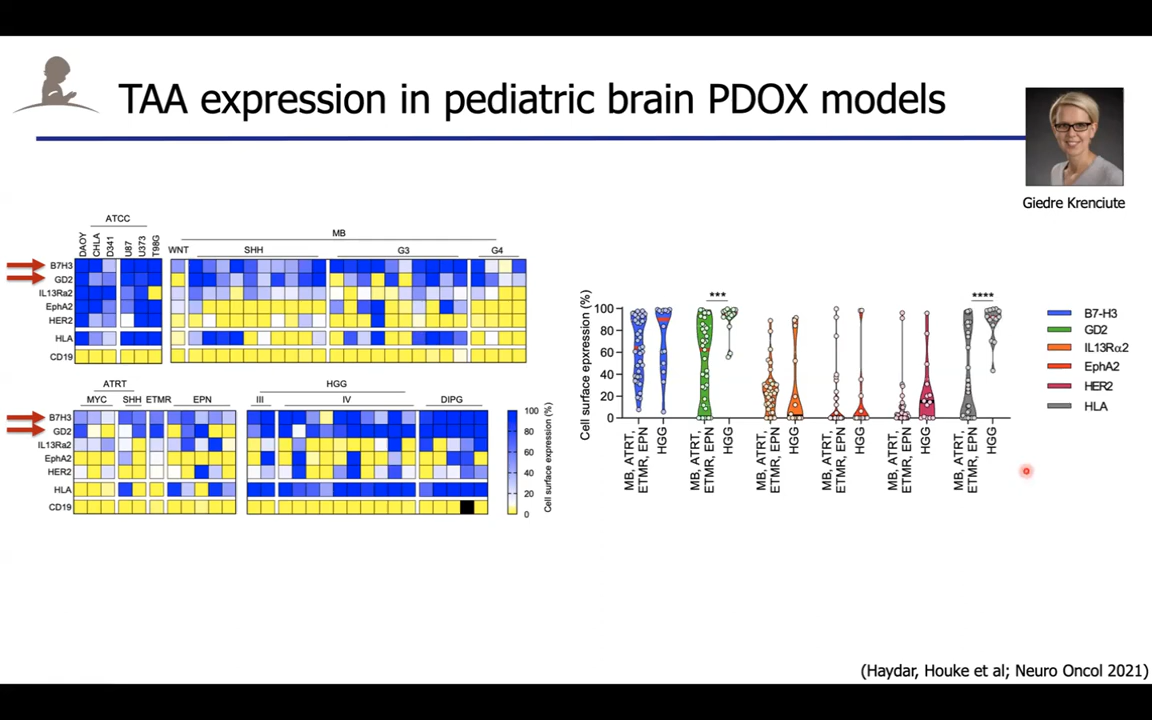 TAA expression in pediatric brain PDOX models
Giedre Krenciute
ATCC
DAOY
CHLA
D341
U87
U373
T98G
MB
WNT
SHH
G3
G4
B7H3
GD2
IL13Ra2
EphA2
HER2
HLA
CD19
ATRT
HGG
MYC
SHH
ETMR
EPN
III
IV
DIPG
B7H3
GD2
IL13Ra2
EphA2
HER2
HLA
CD19
100
80
60
40
20
0
Cell surface expression (%)
Cell surface epxression (%)
100
80
60
40
20
0
***
****
MB, ATRT,
ETMR, EPN
HGG
MB, ATRT,
ETMR, EPN
HGG
MB, ATRT,
ETMR, EPN
HGG
MB, ATRT,
ETMR, EPN
HGG
MB, ATRT,
ETMR, EPN
HGG
MB, ATRT,
ETMR, EPN
HGG
B7-H3
GD2
IL13Rα2
EphA2
HER2
HLA
(Haydar, Houke et al; Neuro Oncol 2021)